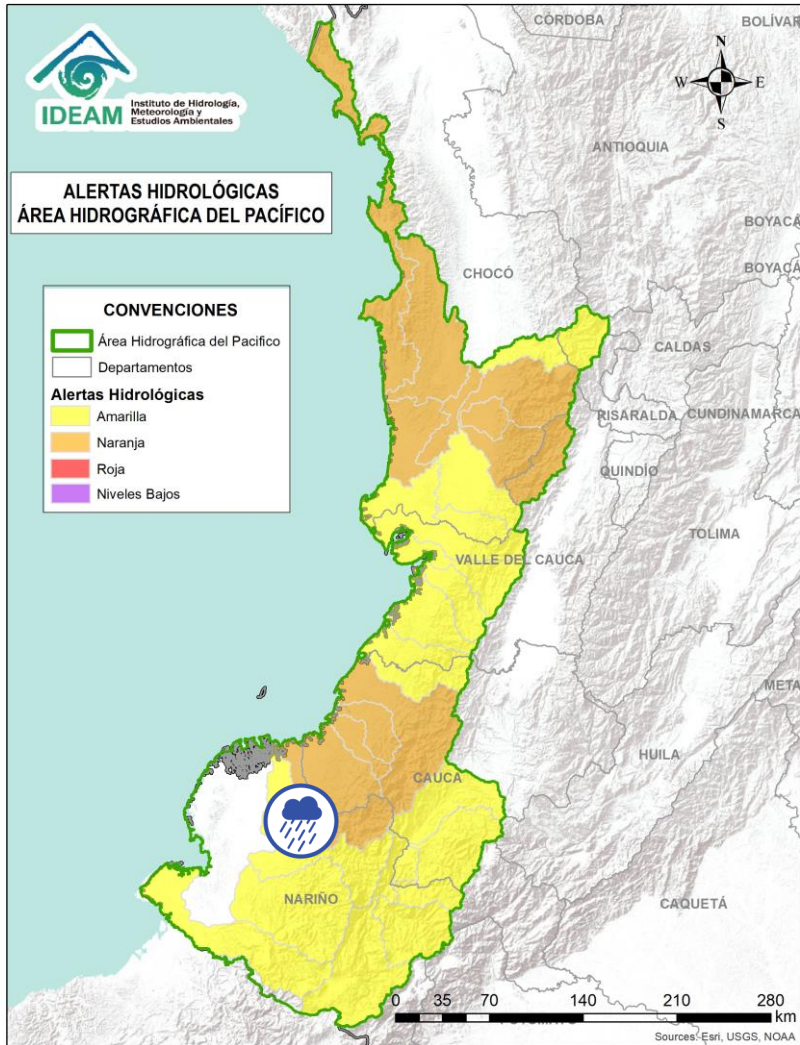 IDEAM
Instituto de Hidrología,
Meteorología y
Estudios Ambientales
ALERTAS HIDROLÓGICAS
ÁREA HIDROGRÁFICA DEL PACÍFICO
CONVENCIONES
Área Hidrográfica del Pacifico
Departamentos
Alertas Hidrológicas
Amarilla
Naranja
Roja
Niveles Bajos
CÓRDOBA
BOLÍVAR
N
W E
S
ANTIOQUIA
BOYACÁ
CHOCÓ
BOYACÁ
CALDAS
RISARALDA
CUNDINAMARCA
QUINDÍO
TOLIMA
VALLE DEL CAUCA
META
HUILA
CAUCA
NARIÑO
CAQUETÁ
0 35 70 140 210 280
km
Sources: Esri, USGS, NOAA